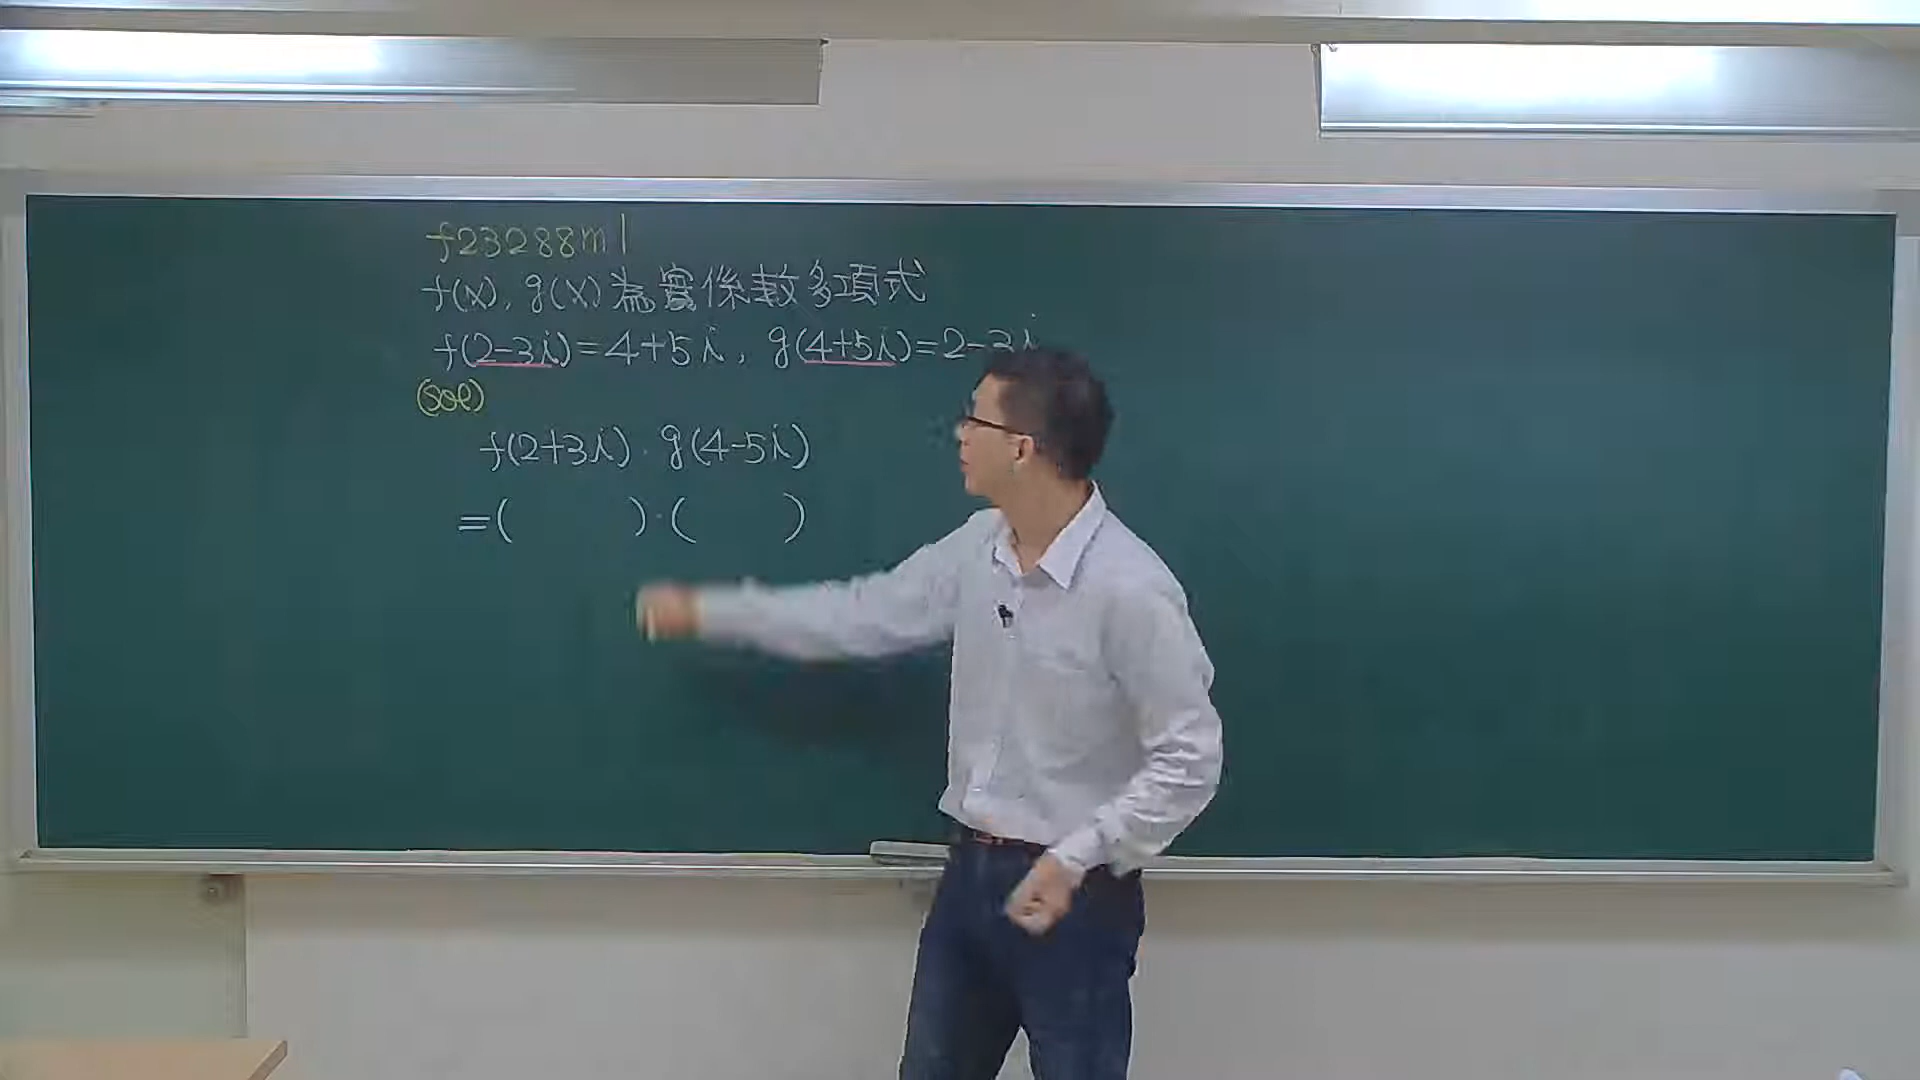 f23288m1
f(x), g(x)為實係數多項式
f(2-3i)=4+5i, g(4+5i)=2-3i
(sol)
f(2+3i)·g(4-5i)
=( )·( )